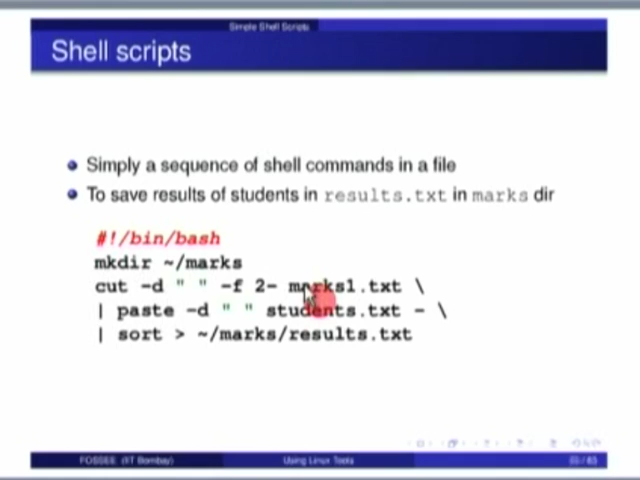 Simple Shell Scripts
Shell scripts
Simply a sequence of shell commands in a file
To save results of students in results.txt in marks dir
#!/bin/bash
mkdir ~/marks
cut -d " " -f 2- marks1.txt \
| paste -d " " students.txt - \
| sort > ~/marks/results.txt
FOSSEE (IIT Bombay)
Using Linux Tools